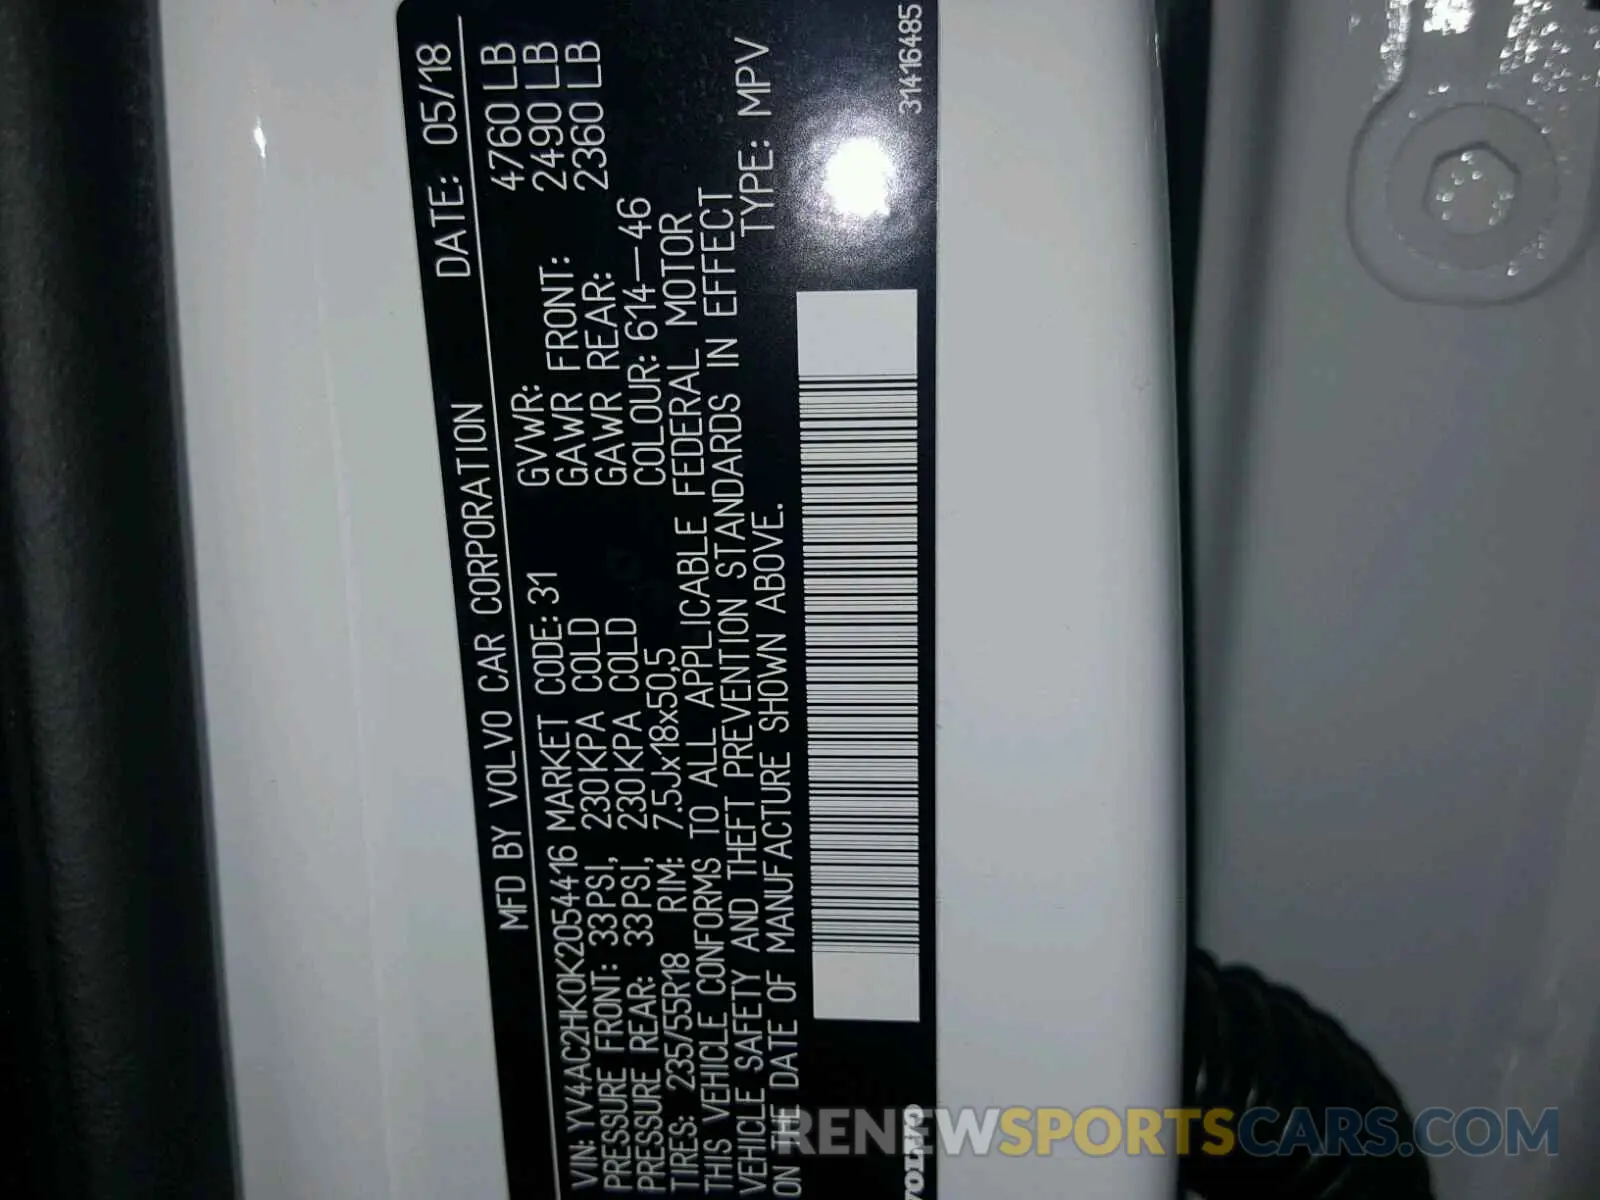 MFD BY VOLVO CAR CORPORATION DATE: 05/18
VIN: YV4AC2HK0K2054416 MARKET CODE: 31 GVWR: 4760 LB
PRESSURE FRONT: 33PSI, 230KPA COLD GAWR FRONT: 2490 LB
PRESSURE REAR: 33PSI, 230KPA COLD GAWR REAR: 2360 LB
TIRES: 235/55R18 RIM: 7.5Jx18x50,5 COLOUR: 614-46
THIS VEHICLE CONFORMS TO ALL APPLICABLE FEDERAL MOTOR
VEHICLE SAFETY AND THEFT PREVENTION STANDARDS IN EFFECT
ON THE DATE OF MANUFACTURE SHOWN ABOVE. TYPE: MPV
VOLVO 31416485
RENEWSPORTSCARS.COM